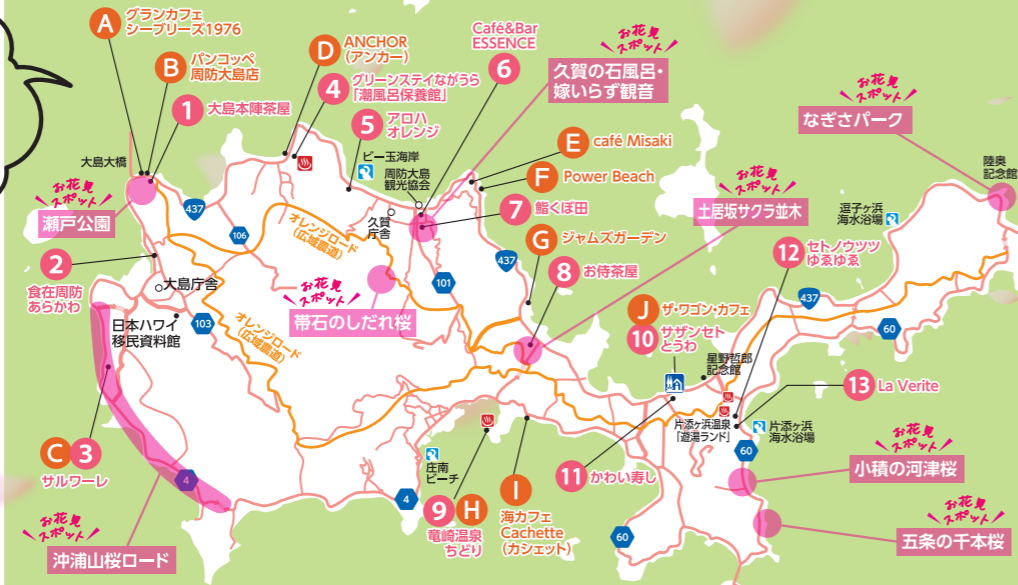 A
グランカフェ
シーブリーズ1976
B
パンコッペ
周防大島店
1
大島本陣茶屋
D
ANCHOR
(アンカー)
4
グリーンステイながうら
「潮風呂保養館」
5
アロハ
オレンジ
Café&Bar
ESSENCE
6
お花見
スポット
久賀の石風呂・
嫁いらず観音
お花見
スポット
なぎさパーク
E
café Misaki
F
Power Beach
7
鮨くぼ田
G
ジャムズガーデン
8
お侍茶屋
お花見
スポット
土居坂サクラ並木
陸奥
記念館
逗子ヶ浜
海水浴場
12
セトノウツツ
ゆゑゆゑ
大島大橋
お花見
スポット
瀬戸公園
437
106
オレンジロード
(広域農道)
ビー玉海岸
周防大島
観光協会
久賀
庁舎
101
437
2
食在周防
あらかわ
大島庁舎
日本ハワイ
移民資料館
103
オレンジロード
(広域農道)
お花見
スポット
帯石のしだれ桜
J
ザ・ワゴン・カフェ
10
サザンセト
とうわ
星野哲郎
記念館
437
60
13
La Verite
片添ヶ浜温泉
「遊湯ランド」
片添ヶ浜
海水浴場
60
C
3
サルワーレ
4
お花見
スポット
沖浦山桜ロード
庄南
ビーチ
4
9
H
竜崎温泉
ちどり
I
海カフェ
Cachette
(カシェット)
11
かわい寿し
60
お花見
スポット
小積の河津桜
お花見
スポット
五条の千本桜